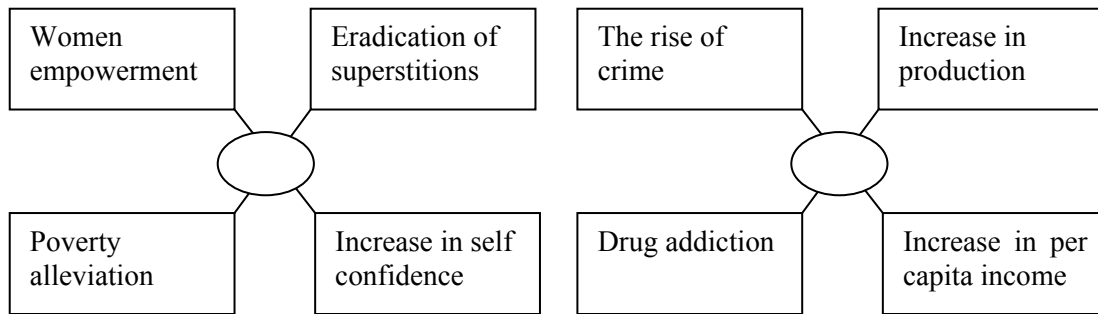 Women
empowerment
Eradication of
superstitions
The rise of
crime
Increase in
production
Poverty
alleviation
Increase in self
confidence
Drug addiction
Increase in per
capita income